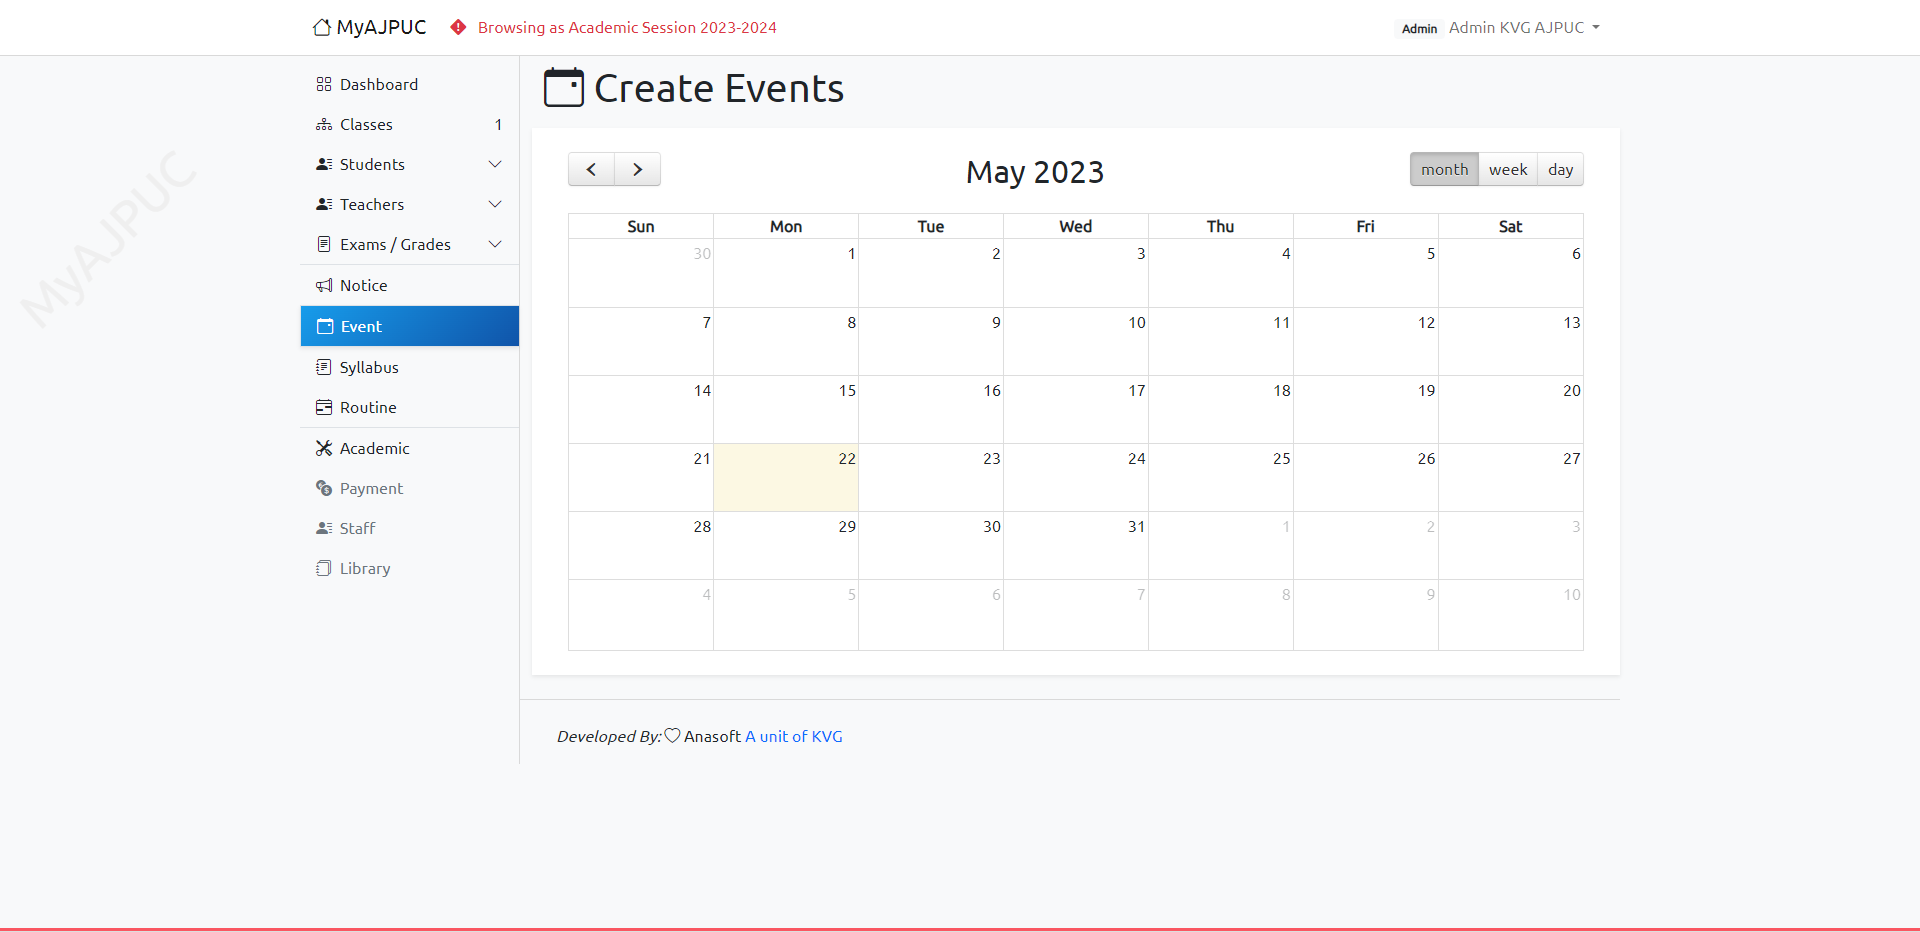 MyAJPUC Browsing as Academic Session 2023-2024 Admin Admin KVG AJPUC
Dashboard
Classes 1
Students
Teachers
Exams / Grades
Notice
Event
Syllabus
Routine
Academic
Payment
Staff
Library
MyAJPUC
Create Events
May 2023
month week day
Sun Mon Tue Wed Thu Fri Sat
30 1 2 3 4 5 6
7 8 9 10 11 12 13
14 15 16 17 18 19 20
21 22 23 24 25 26 27
28 29 30 31 1 2 3
4 5 6 7 8 9 10
Developed By: Anasoft A unit of KVG